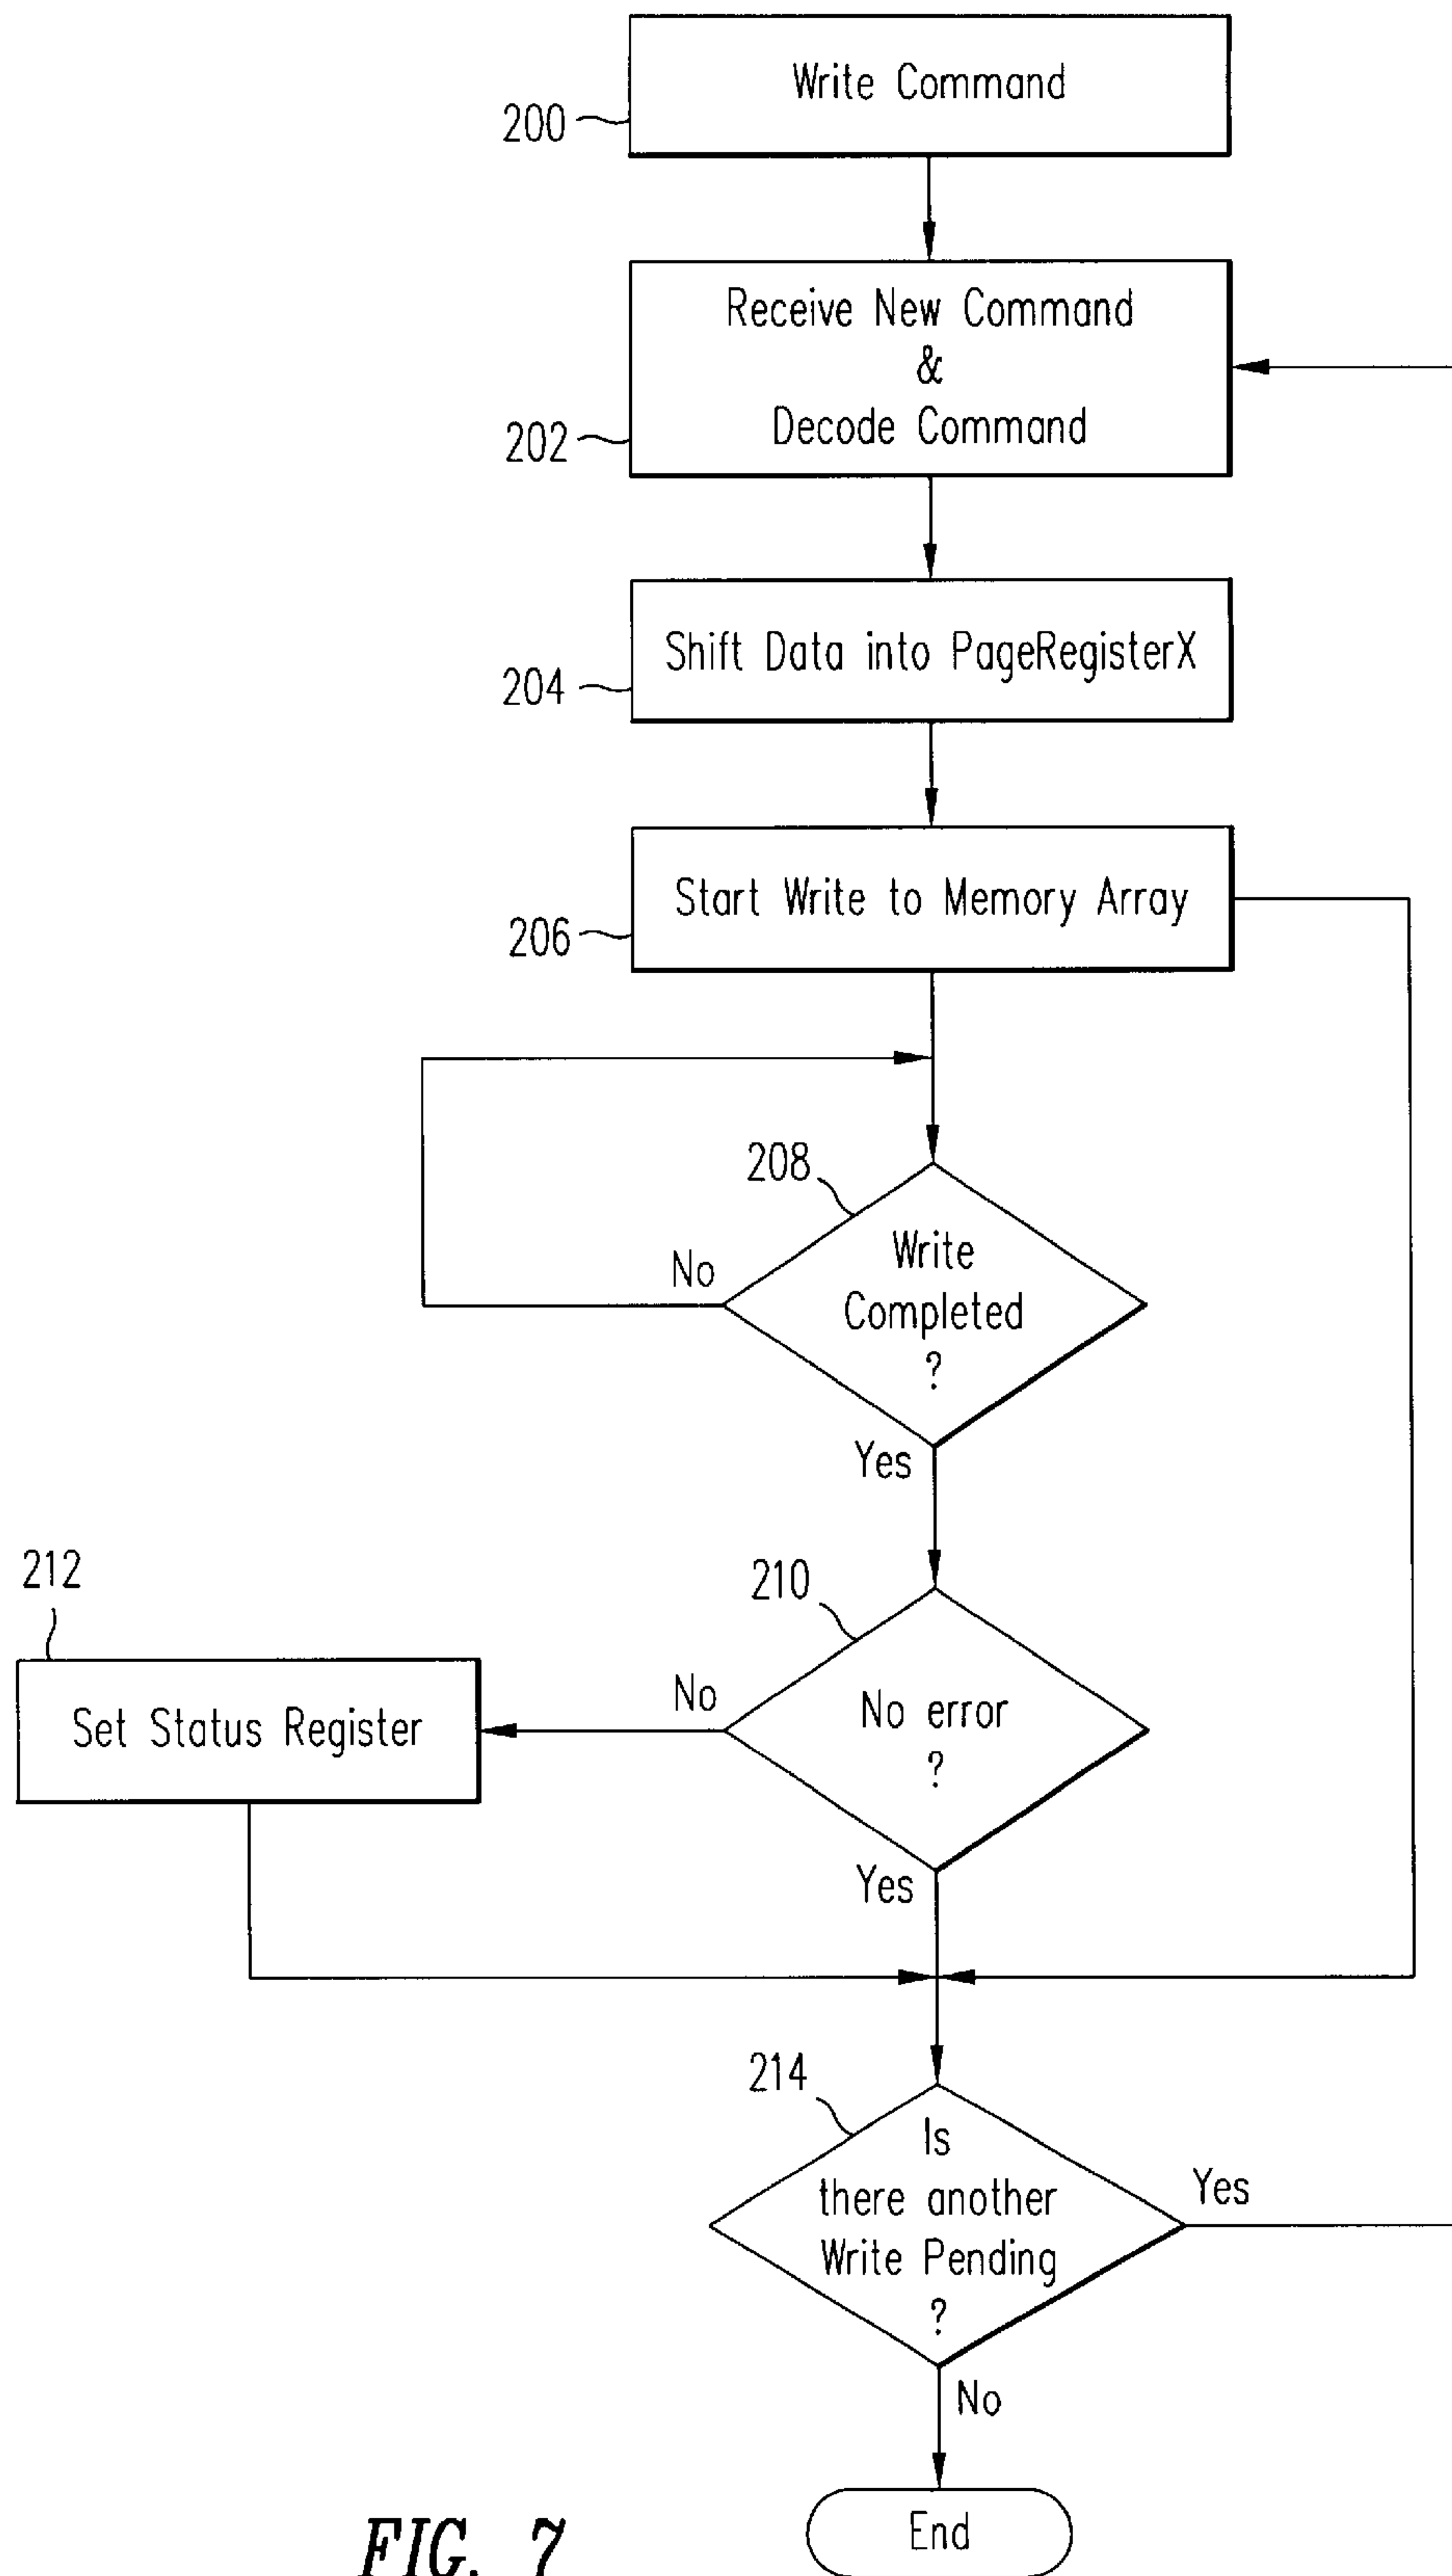 Write Command
200
Receive New Command
&
Decode Command
202
Shift Data into PageRegisterX
204
Start Write to Memory Array
206
208
Write
Completed
?
No
Yes
210
No error
?
No
Yes
212
Set Status Register
214
Is
there another
Write Pending
?
Yes
No
End
FIG. 7